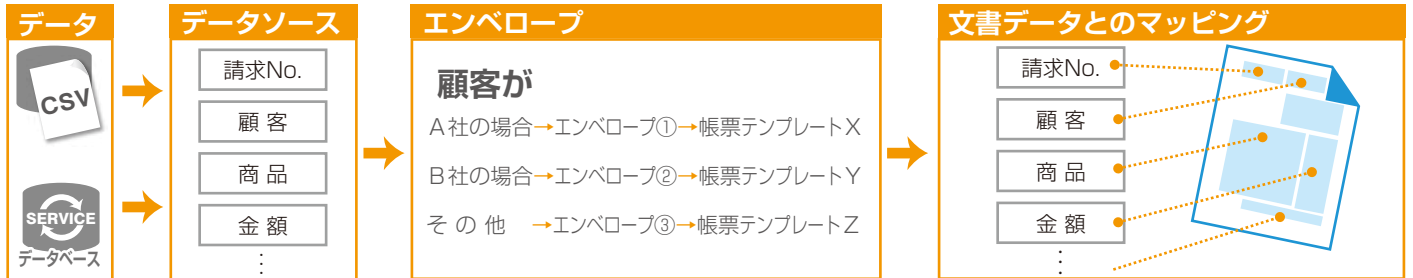 データ
CSV
SERVICE
データベース
データソース
請求No.
顧 客
商 品
金 額
⋮
エンベロープ
顧客が
A社の場合→エンベロープ①→帳票テンプレートX
B社の場合→エンベロープ②→帳票テンプレートY
そ の 他 →エンベロープ③→帳票テンプレートZ
文書データとのマッピング
請求No.
顧 客
商 品
金 額
⋮